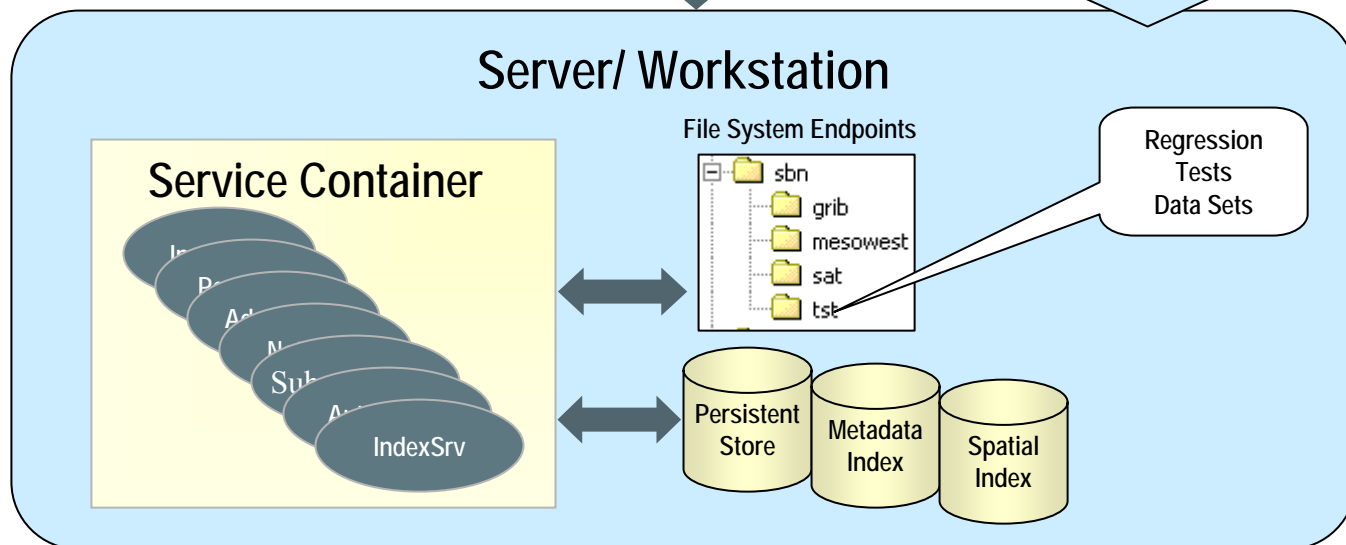 Server/ Workstation
File System Endpoints
Service Container
sbn
grib
mesowest
sat
tst
Regression
Tests
Data Sets
IndexSrv
Persistent
Store
Metadata
Index
Spatial
Index